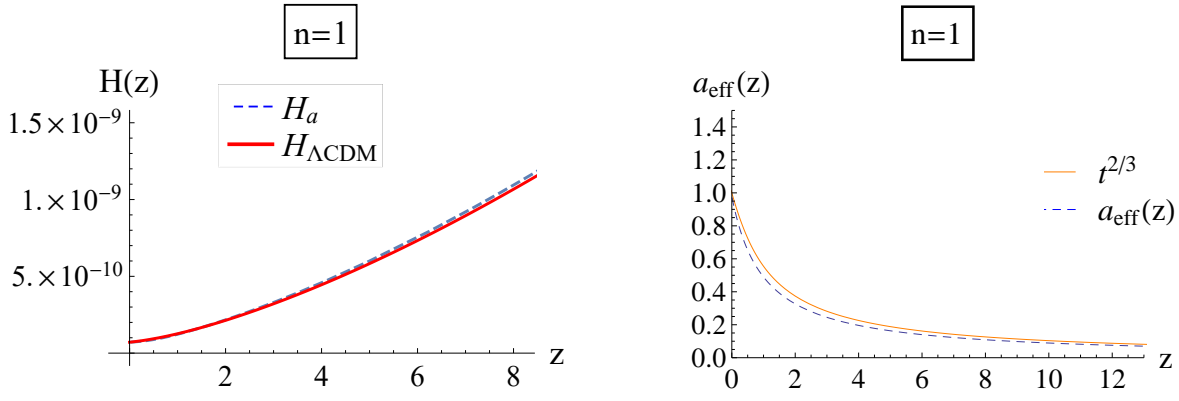 n=1
H(z)
H_a
H_ΛCDM
1.5×10⁻⁹
1.×10⁻⁹
5.×10⁻¹⁰
2 4 6 8 z
n=1
a_eff(z)
t^{2/3}
a_eff(z)
1.4
1.2
1.0
0.8
0.6
0.4
0.2
0.0
0 2 4 6 8 10 12 z